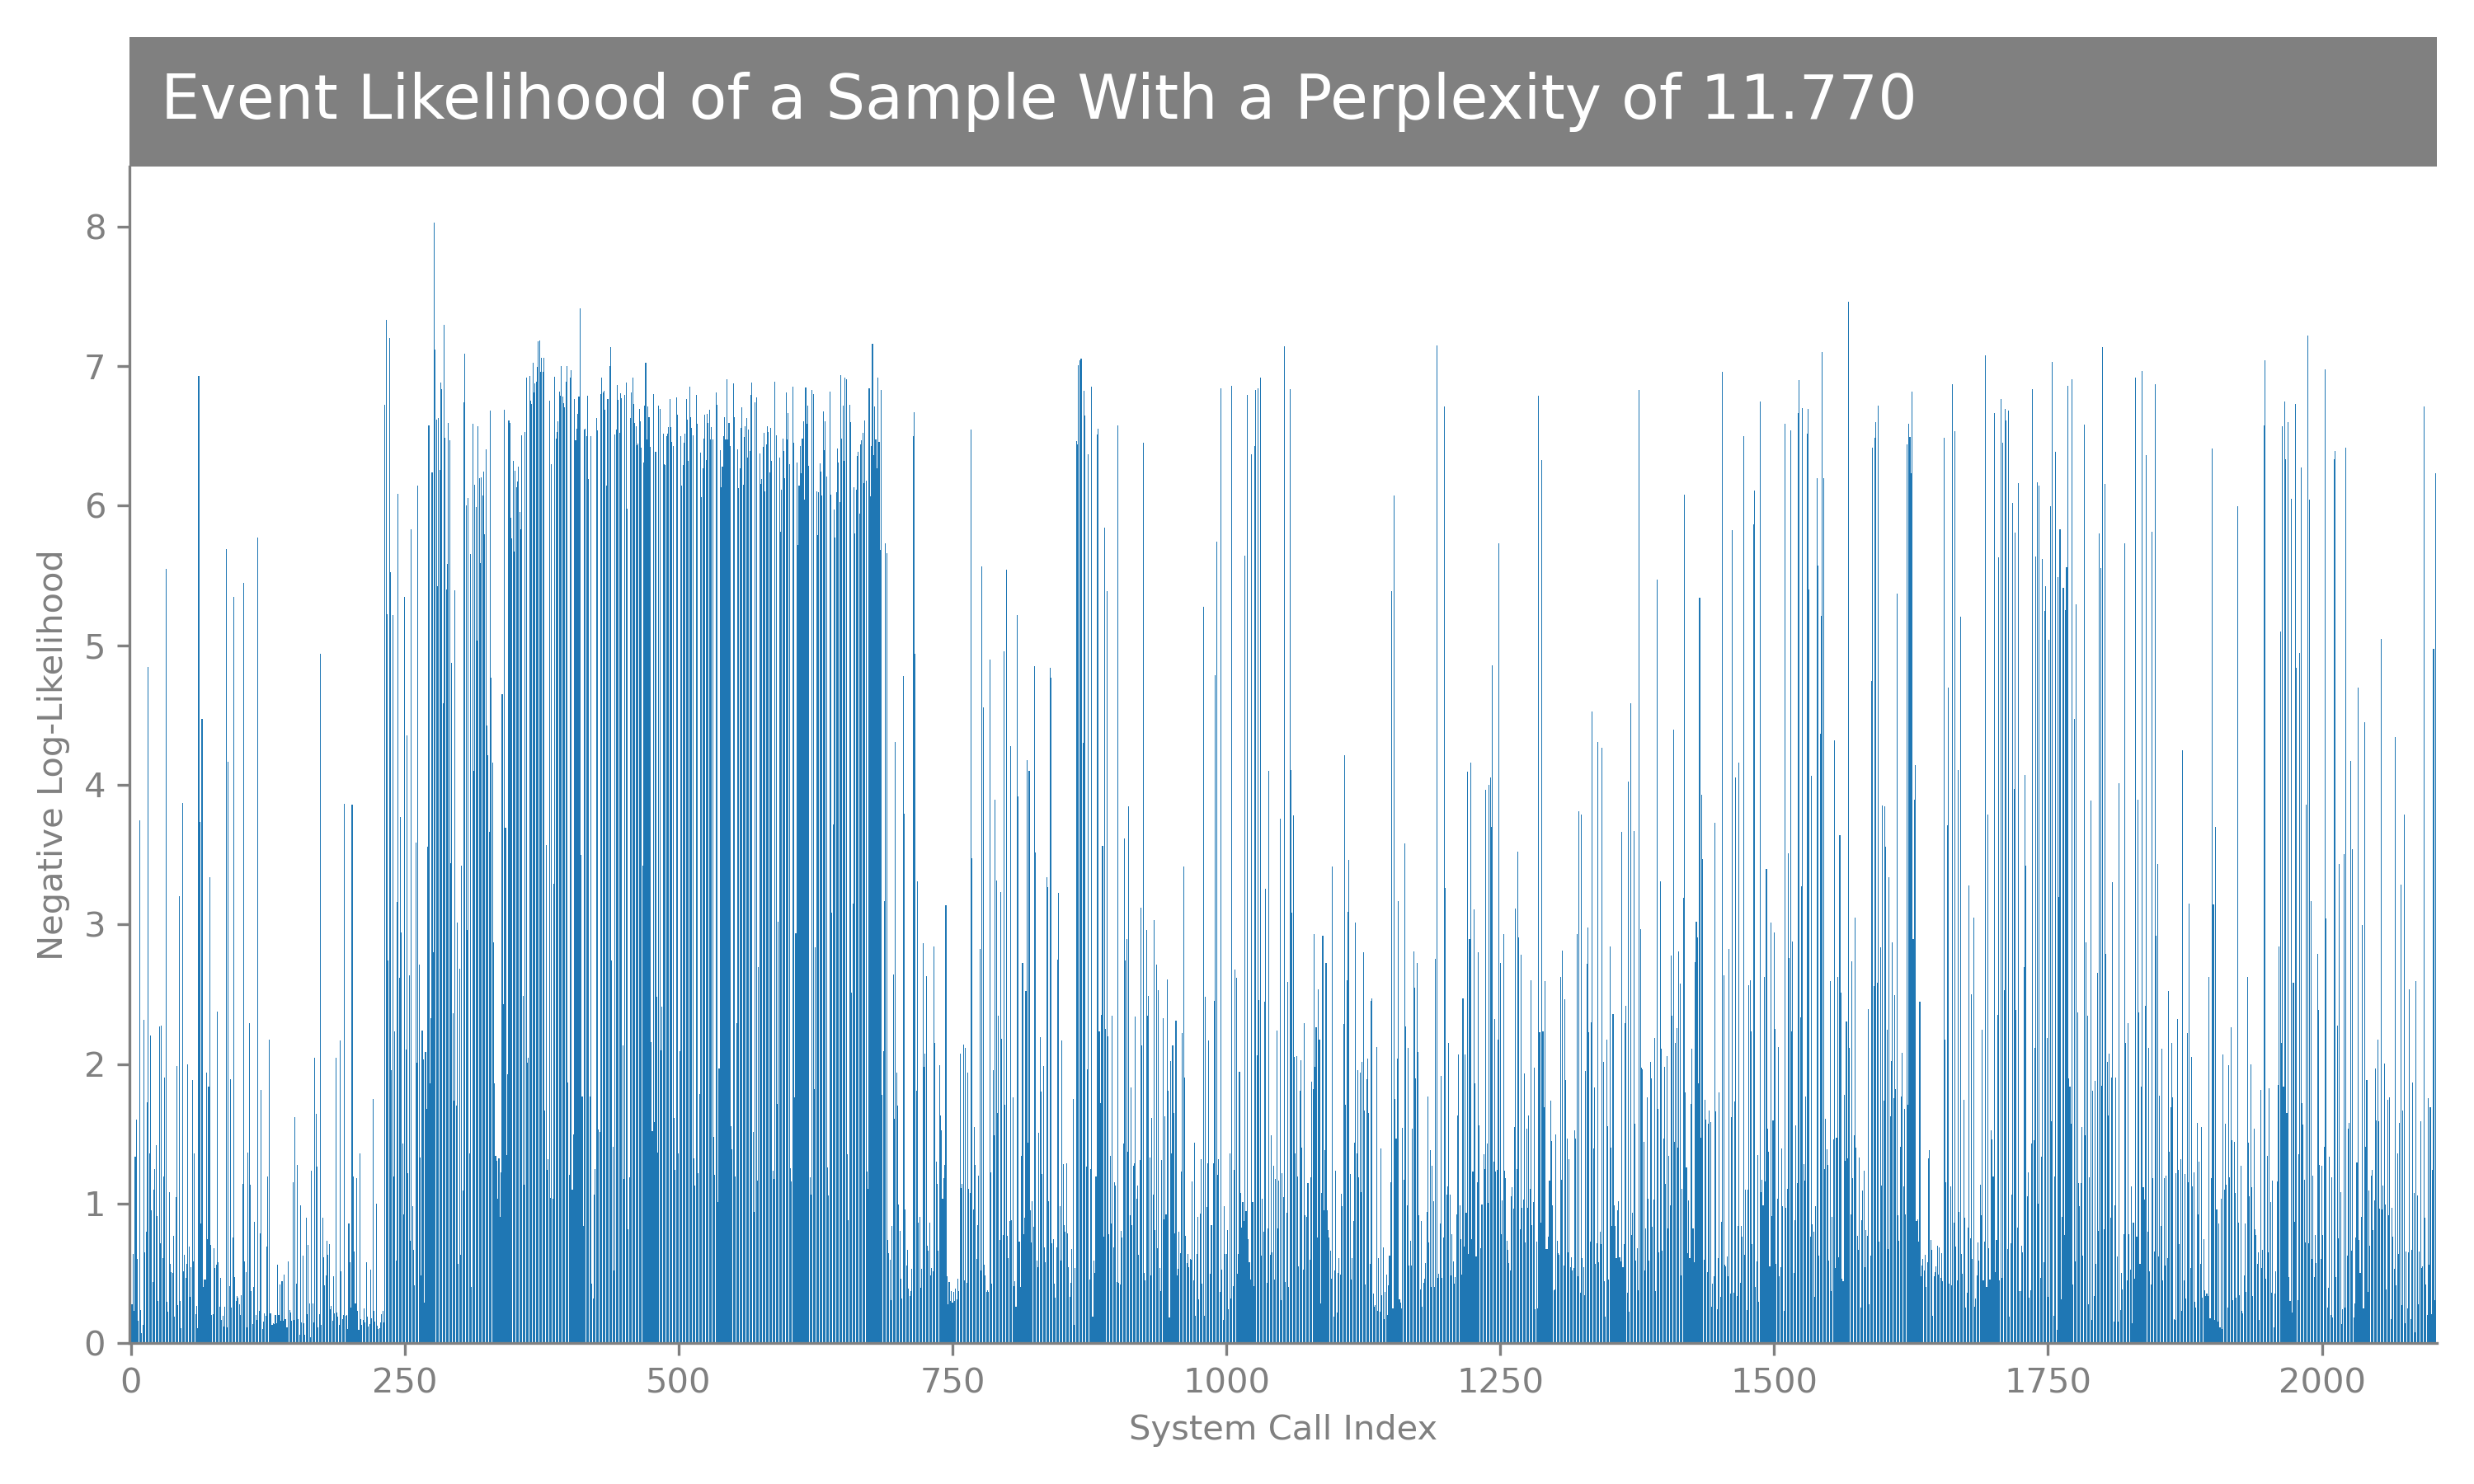 Event Likelihood of a Sample With a Perplexity of 11.770
8
7
6
5
4
3
2
1
0
Negative Log-Likelihood
0 250 500 750 1000 1250 1500 1750 2000
System Call Index